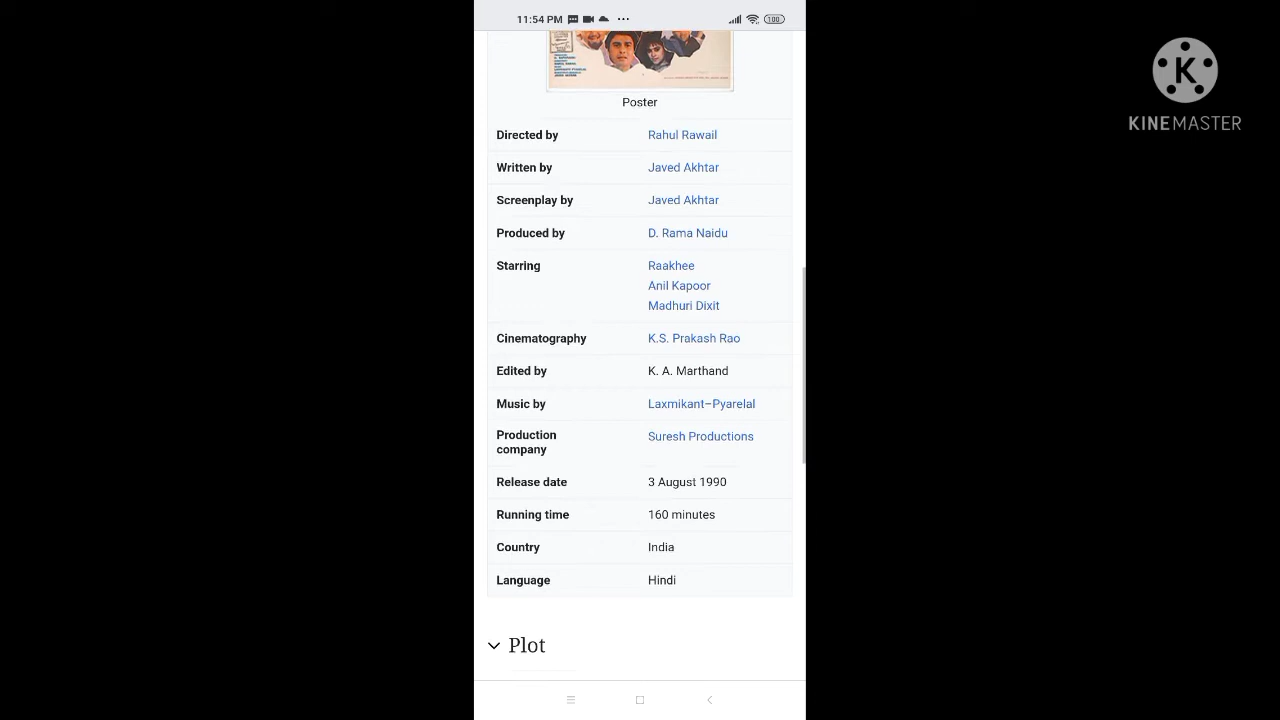 11:54 PM
100
K
KINEMASTER
Poster
Directed by Rahul Rawail
Written by Javed Akhtar
Screenplay by Javed Akhtar
Produced by D. Rama Naidu
Starring Raakhee
Anil Kapoor
Madhuri Dixit
Cinematography K.S. Prakash Rao
Edited by K. A. Marthand
Music by Laxmikant–Pyarelal
Production company Suresh Productions
Release date 3 August 1990
Running time 160 minutes
Country India
Language Hindi
Plot